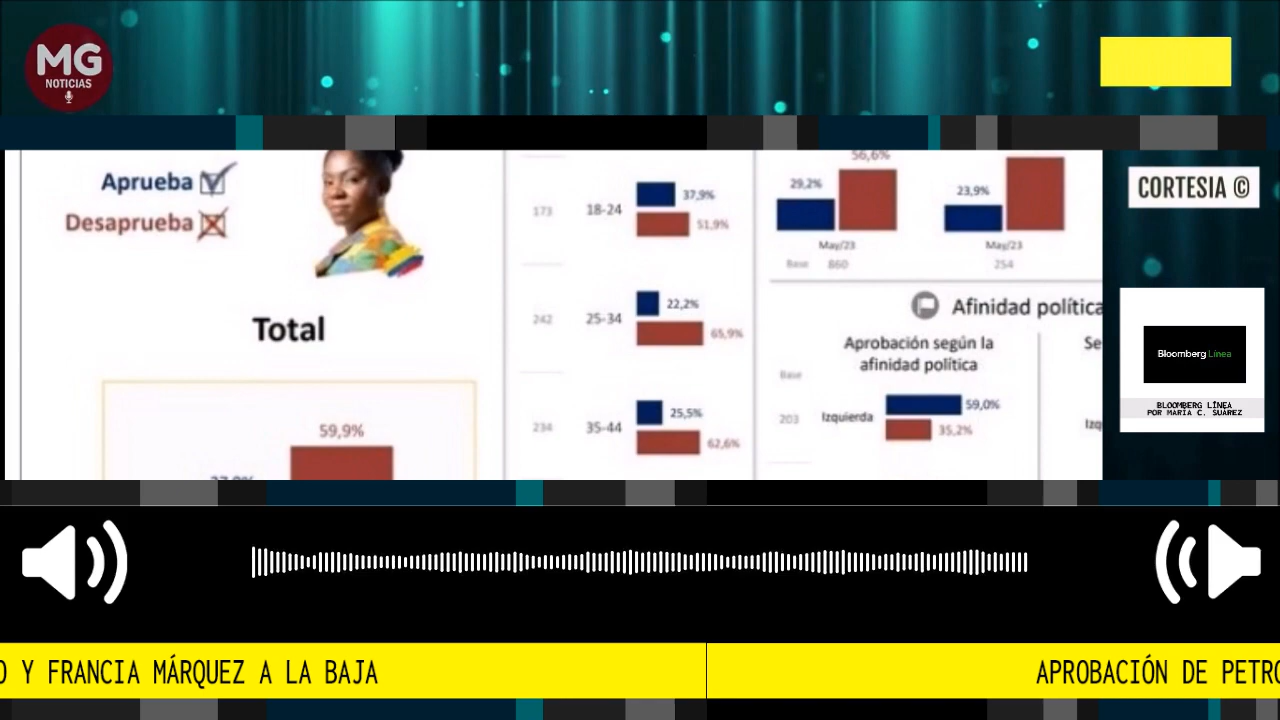 MG
NOTICIAS
CORTESIA ©
Aprueba
Desaprueba
Total
59,9%
173
18-24
37,9%
51,9%
242
25-34
22,2%
65,9%
234
35-44
25,5%
62,6%
56,6%
29,2%
23,9%
May/23
May/23
Base 860
254
Afinidad política
Aprobación según la
afinidad política
Se
Base
203
Izquierda
59,0%
35,2%
Izq
Bloomberg Línea
BLOOMBERG LÍNEA
POR MARÍA C. SUÁREZ
O Y FRANCIA MÁRQUEZ A LA BAJA
APROBACIÓN DE PETRO